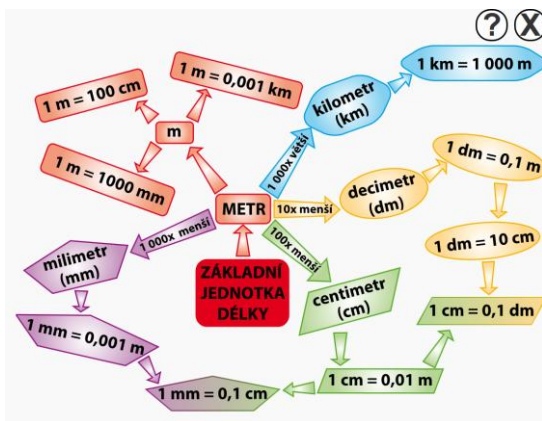 ? X
1 m = 100 cm
1 m = 0,001 km
m
1 m = 1000 mm
1 000x větší
kilometr
(km)
1 km = 1 000 m
METR
10x menší
decimetr
(dm)
1 dm = 0,1 m
1 dm = 10 cm
1 cm = 0,1 dm
1 000x menší
milimetr
(mm)
1 mm = 0,001 m
1 mm = 0,1 cm
100x menší
centimetr
(cm)
1 cm = 0,01 m
ZÁKLADNÍ
JEDNOTKA
DÉLKY